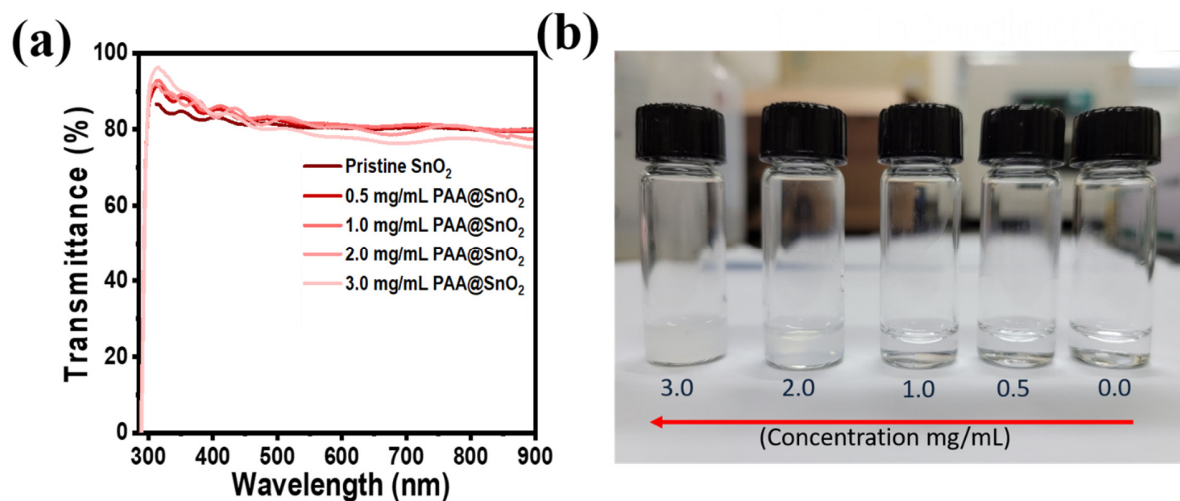 (a)
(b)
Transmittance (%)
100
80
60
40
20
0
300 400 500 600 700 800 900
Wavelength (nm)
Pristine SnO₂
0.5 mg/mL PAA@SnO₂
1.0 mg/mL PAA@SnO₂
2.0 mg/mL PAA@SnO₂
3.0 mg/mL PAA@SnO₂
3.0 2.0 1.0 0.5 0.0
(Concentration mg/mL)